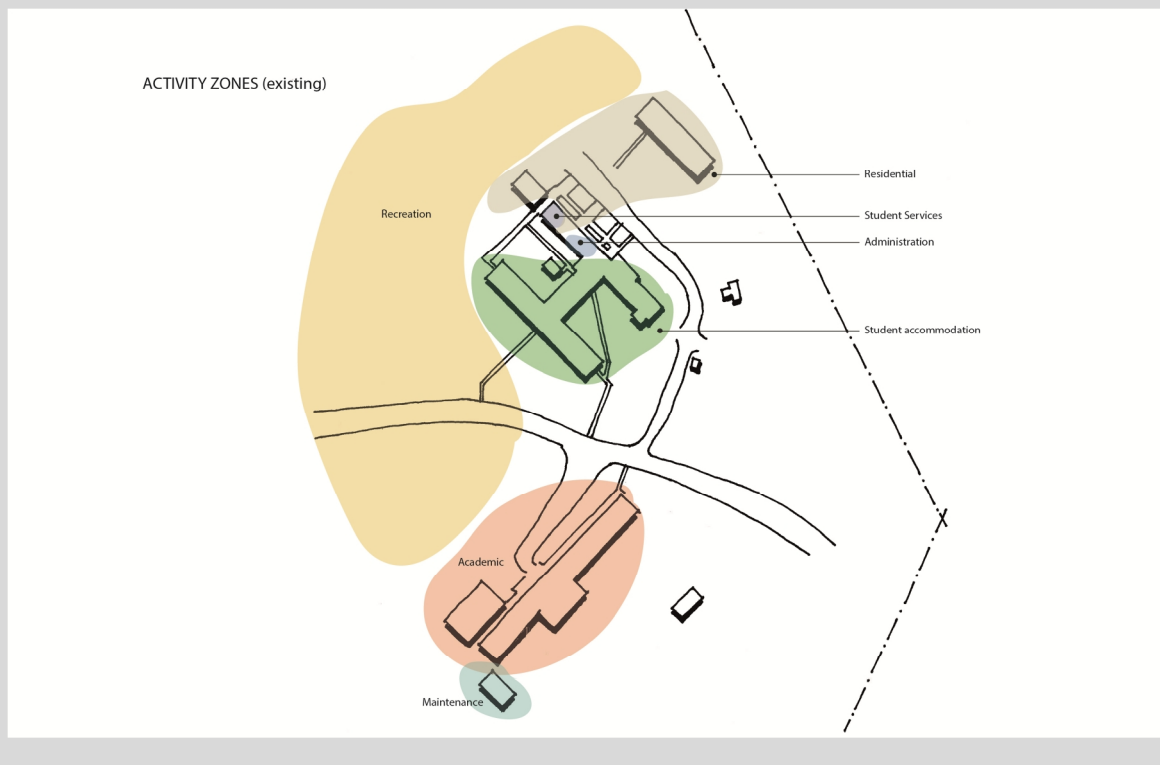 ACTIVITY ZONES (existing)
Residential
Recreation
Student Services
Administration
Student accommodation
Academic
Maintenance